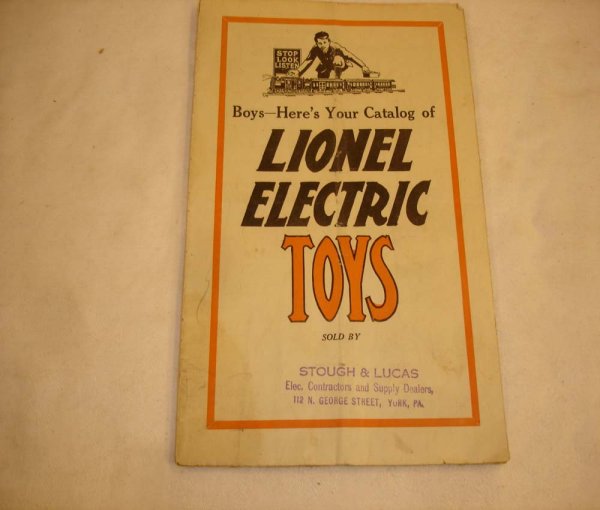 STOP
LOOK
LISTEN
Boys—Here's Your Catalog of
LIONEL
ELECTRIC
TOYS
SOLD BY
STOUGH & LUCAS
Elec. Contractors and Supply Dealers,
112 N. GEORGE STREET, YORK, PA.